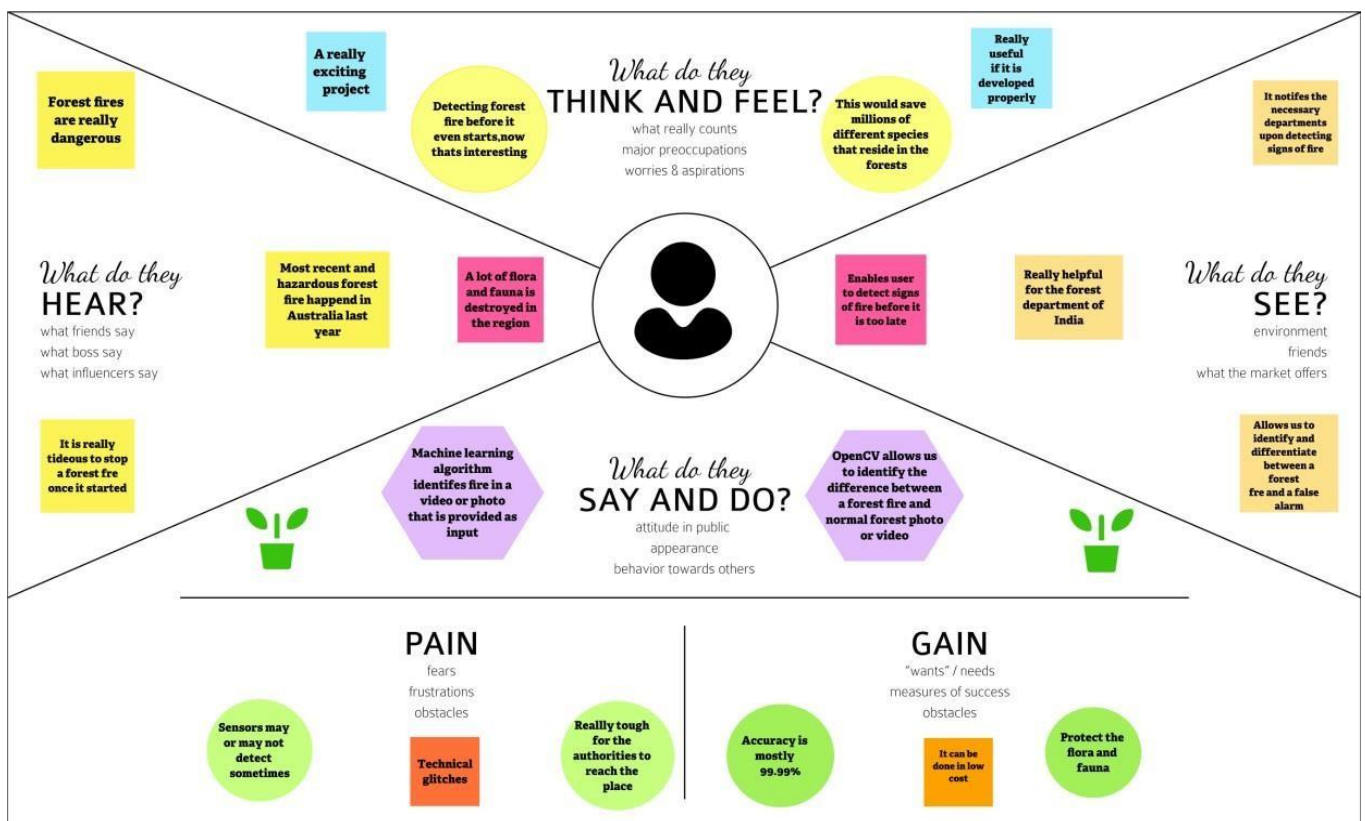 What do they
THINK AND FEEL?
what really counts
major preoccupations
worries & aspirations
A really
exciting
project
Detecting forest
fire before it
even starts,now
thats interesting
This would save
millions of
different species
that reside in the
forests
Really
useful
if it is
developed
properly
What do they
HEAR?
what friends say
what boss say
what influencers say
Forest fires
are really
dangerous
Most recent and
hazardous forest
fire happend in
Australia last
year
A lot of flora
and fauna is
destroyed in
the region
It is really
tideous to stop
a forest fre
once it started
What do they
SEE?
environment
friends
what the market offers
It notifes the
necessary
departments
upon detecting
signs of fire
Enables user
to detect signs
of fire before it
is too late
Really helpful
for the forest
department of
India
Allows us to
identify and
differentiate
between a
forest
fre and a false
alarm
What do they
SAY AND DO?
attitude in public
appearance
behavior towards others
Machine learning
algorithm
identifes fire in a
video or photo
that is provided as
input
OpenCV allows us
to identify the
difference between
a forest fire and
normal forest photo
or video
PAIN
fears
frustrations
obstacles
Sensors may
or may not
detect
sometimes
Technical
glitches
Reallly tough
for the
authorities to
reach the
place
GAIN
"wants" / needs
measures of success
obstacles
Accuracy is
mostly
99.99%
It can be
done in low
cost
Protect the
flora and
fauna